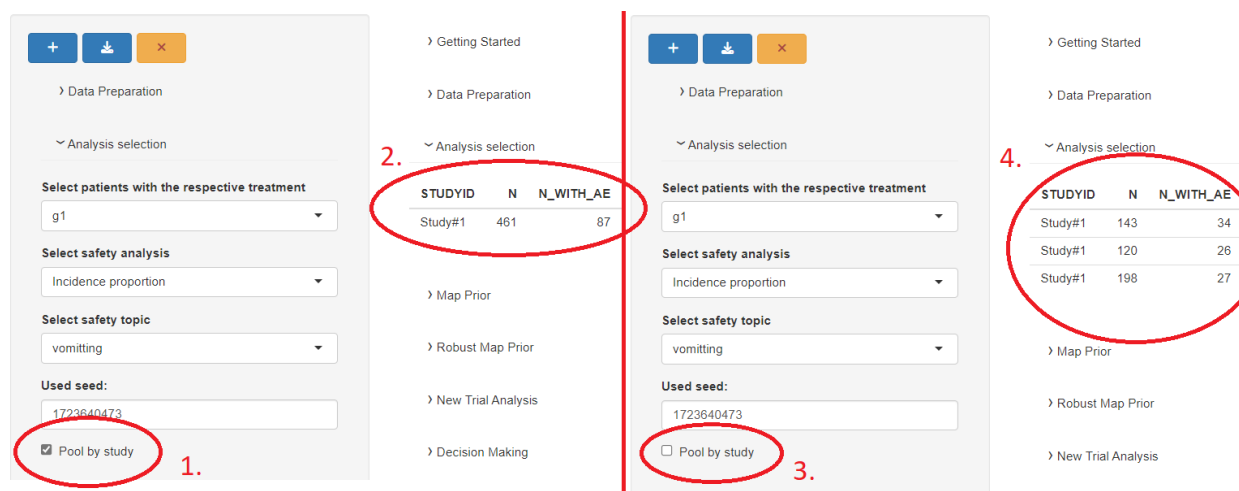 > Getting Started
> Data Preparation
> Data Preparation
Analysis selection
2.
Analysis selection
Select patients with the respective treatment
g1
STUDYID N N_WITH_AE
Study#1 461 87
Select safety analysis
Incidence proportion
> Map Prior
Select safety topic
vomitting
> Robust Map Prior
Used seed:
1723640473
> New Trial Analysis
Pool by study
1.
> Decision Making
> Getting Started
> Data Preparation
> Data Preparation
Analysis selection
4.
Analysis selection
Select patients with the respective treatment
g1
STUDYID N N_WITH_AE
Study#1 143 34
Study#1 120 26
Study#1 198 27
Select safety analysis
Incidence proportion
Select safety topic
vomitting
> Map Prior
Used seed:
1723640473
> Robust Map Prior
Pool by study
3.
> New Trial Analysis